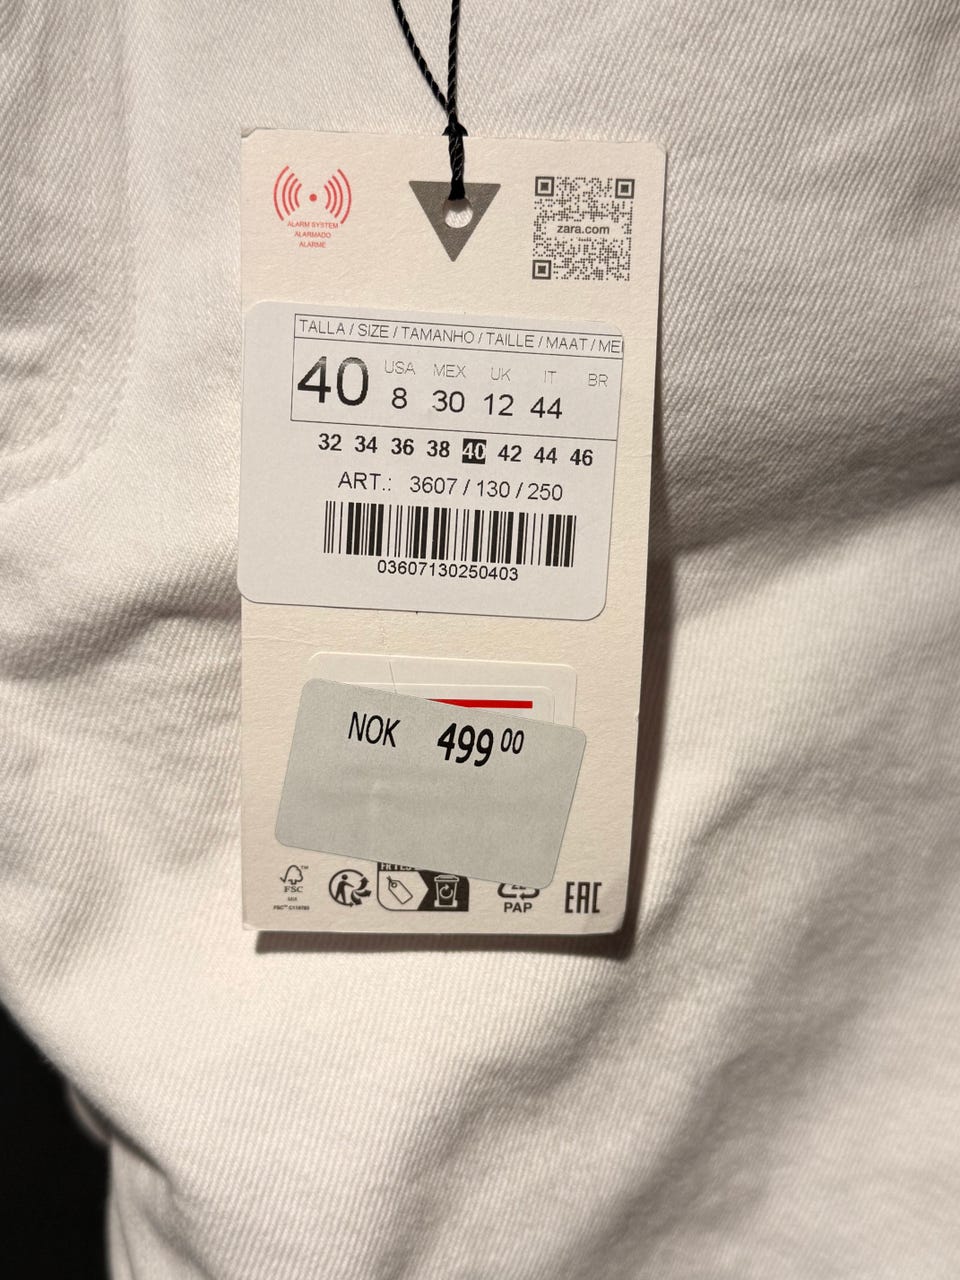 ALARM SYSTEM
ALARMADO
ALARME
zara.com
TALLA / SIZE / TAMANHO / TAILLE / MAAT /
USA MEX UK IT BR
40 8 30 12 44
32 34 36 38 40 42 44 46
ART.: 3607 / 130 / 250
03607130250403
NOK 499 00
FSC
PAP
EAC